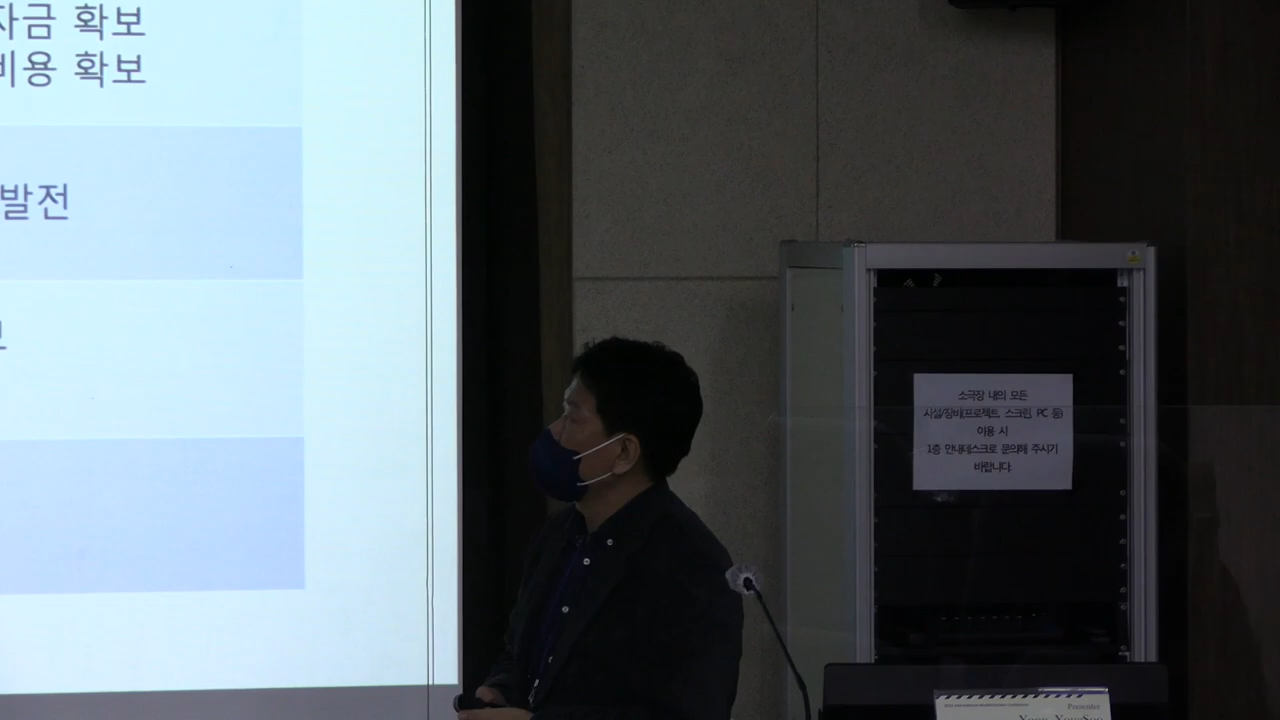 자금 확보
비용 확보
발전
소극장 내의 모든
시설/장비(프로젝트, 스크린, PC 등)
이용 시
1층 안내데스크로 문의해 주시기
바랍니다.
Presenter